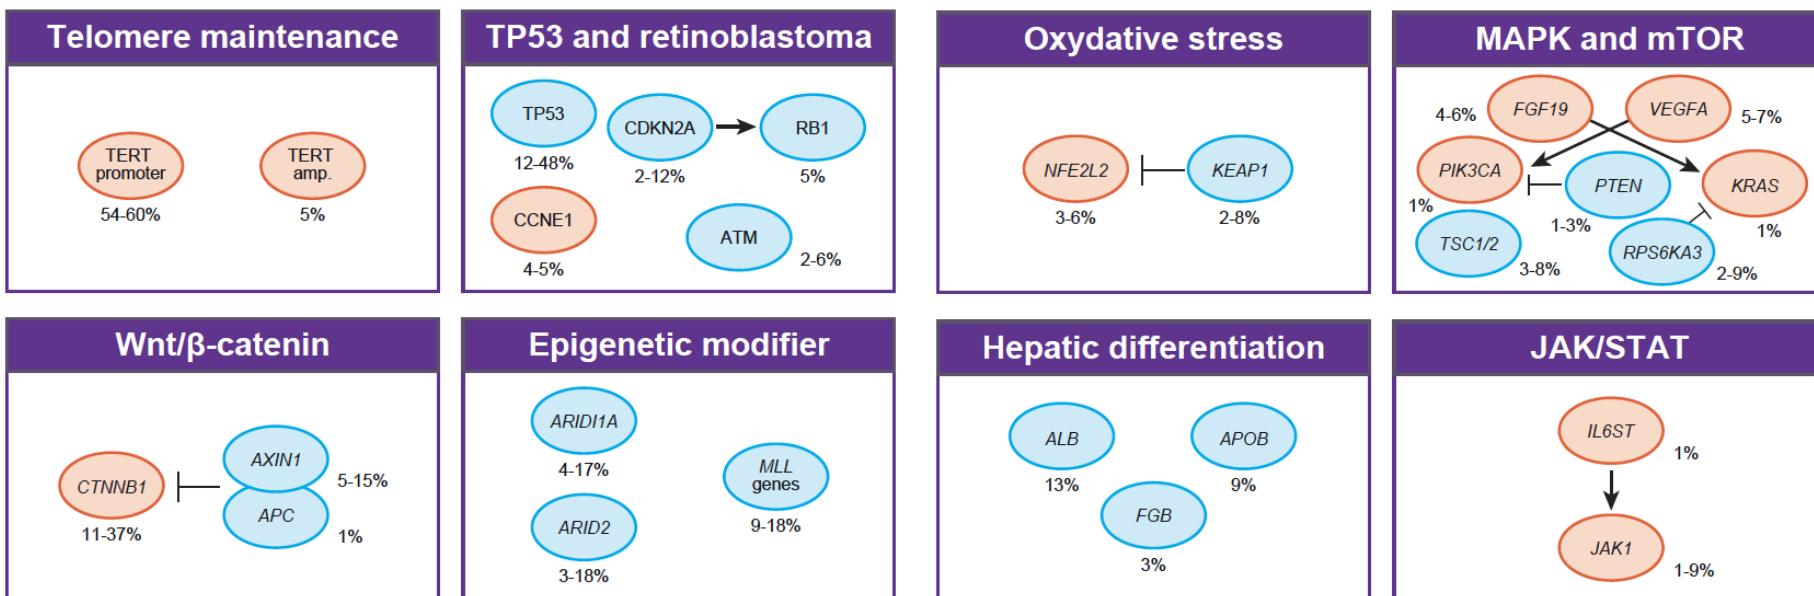 Telomere maintenance
TERT
promoter
54-60%
TERT
amp.
5%
TP53 and retinoblastoma
TP53
12-48%
CDKN2A
2-12%
RB1
5%
CCNE1
4-5%
ATM
2-6%
Oxydative stress
NFE2L2
3-6%
KEAP1
2-8%
MAPK and mTOR
4-6%
FGF19
VEGFA
5-7%
PIK3CA
1%
PTEN
1-3%
KRAS
1%
TSC1/2
3-8%
RPS6KA3
2-9%
Wnt/β-catenin
CTNNB1
11-37%
AXIN1
5-15%
APC
1%
Epigenetic modifier
ARIDI1A
4-17%
MLL
genes
9-18%
ARID2
3-18%
Hepatic differentiation
ALB
13%
APOB
9%
FGB
3%
JAK/STAT
IL6ST
1%
JAK1
1-9%